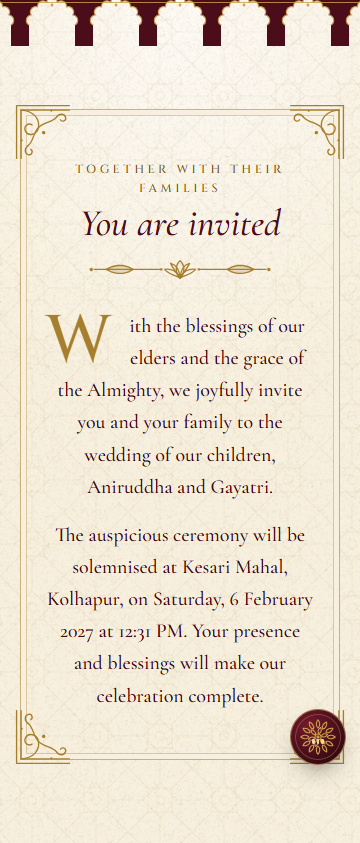 TOGETHER WITH THEIR
FAMILIES
You are invited
With the blessings of our
elders and the grace of
the Almighty, we joyfully invite
you and your family to the
wedding of our children,
Aniruddha and Gayatri.
The auspicious ceremony will be
solemnised at Kesari Mahal,
Kolhapur, on Saturday, 6 February
2027 at 12:31 PM. Your presence
and blessings will make our
celebration complete.